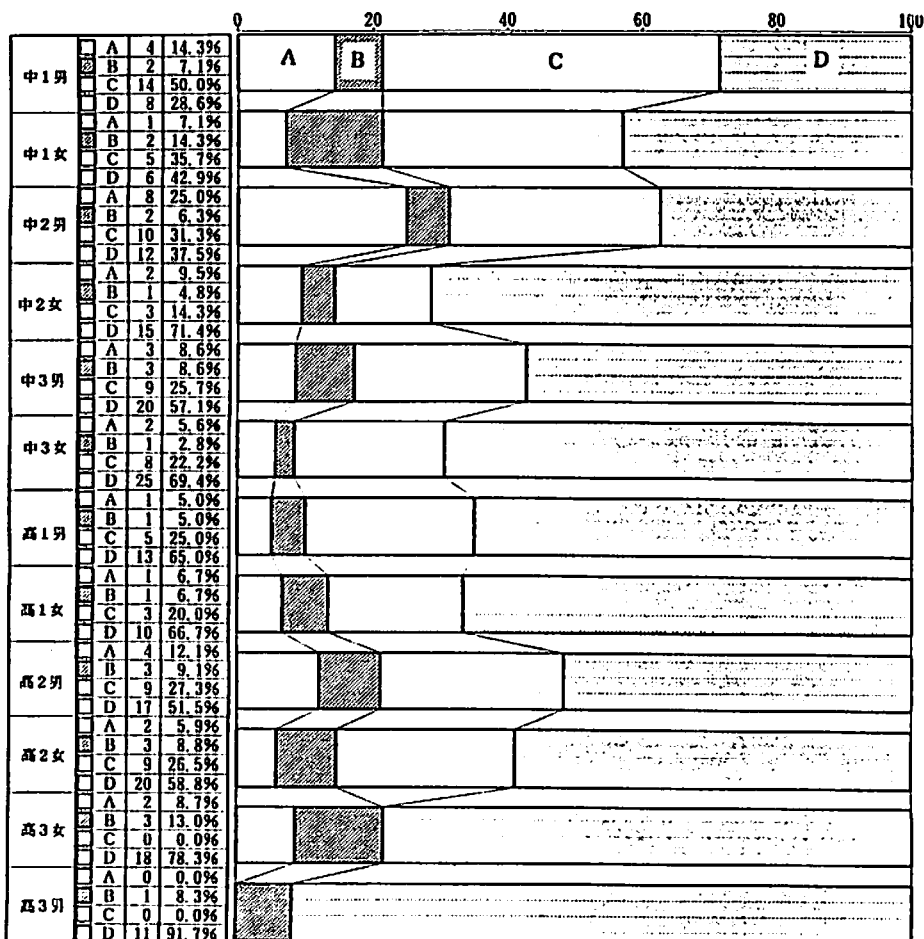 0 20 40 60 80 100
A B C D
中1男
A 4 14.3%
B 2 7.1%
C 14 50.0%
D 8 28.6%
中1女
A 1 7.1%
B 2 14.3%
C 5 35.7%
D 6 42.9%
中2男
A 8 25.0%
B 2 6.3%
C 10 31.3%
D 12 37.5%
中2女
A 2 9.5%
B 1 4.8%
C 3 14.3%
D 15 71.4%
中3男
A 3 8.6%
B 3 8.6%
C 9 25.7%
D 20 57.1%
中3女
A 2 5.6%
B 1 2.8%
C 8 22.2%
D 25 69.4%
高1男
A 1 5.0%
B 1 5.0%
C 5 25.0%
D 13 65.0%
高1女
A 1 6.7%
B 1 6.7%
C 3 20.0%
D 10 66.7%
高2男
A 4 12.1%
B 3 9.1%
C 9 27.3%
D 17 51.5%
高2女
A 2 5.9%
B 3 8.8%
C 9 26.5%
D 20 58.8%
高3女
A 2 8.7%
B 3 13.0%
C 0 0.0%
D 18 78.3%
高3男
A 0 0.0%
B 1 8.3%
C 0 0.0%
D 11 91.7%